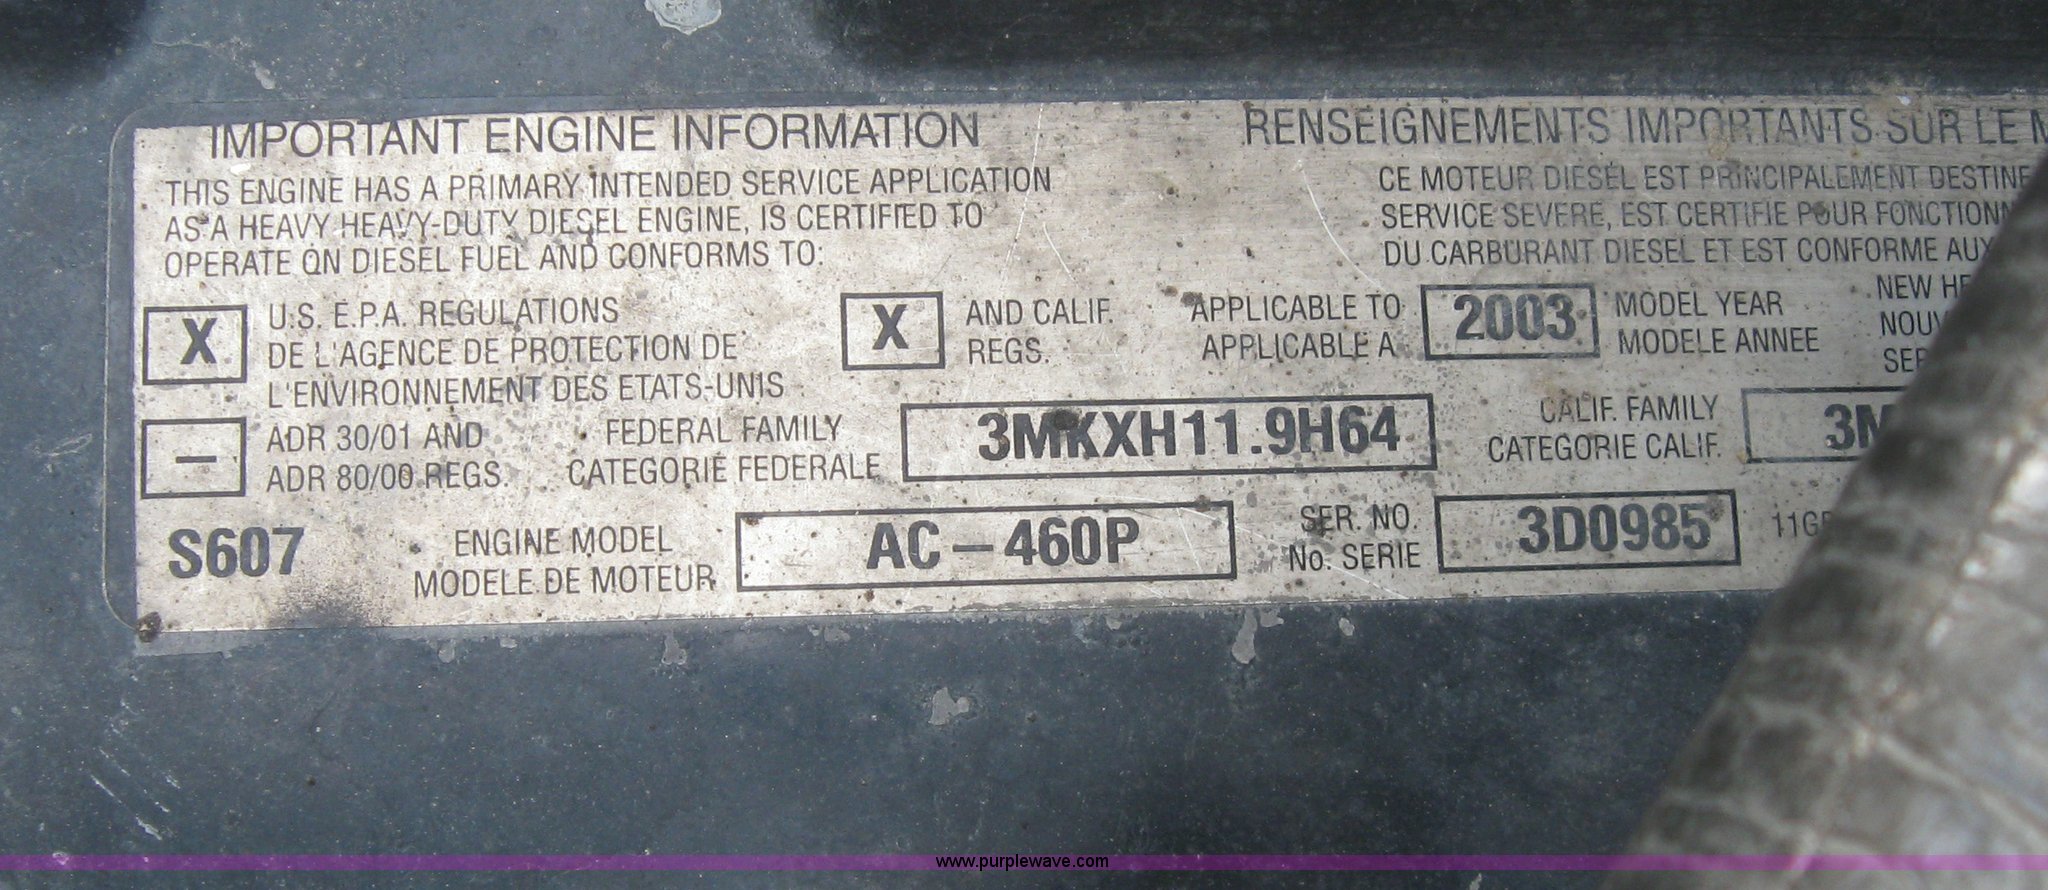 IMPORTANT ENGINE INFORMATION
THIS ENGINE HAS A PRIMARY INTENDED SERVICE APPLICATION
AS A HEAVY HEAVY-DUTY DIESEL ENGINE, IS CERTIFIED TO
OPERATE ON DIESEL FUEL AND CONFORMS TO:
RENSEIGNEMENTS IMPORTANTS SUR LE
CE MOTEUR DIESEL EST PRINCIPALEMENT DESTINE
SERVICE SEVERE, EST CERTIFIE POUR
DU CARBURANT DIESEL ET EST CONFORME AUX
X U.S. E.P.A. REGULATIONS
DE L'AGENCE DE PROTECTION DE
L'ENVIRONNEMENT DES ETATS-UNIS
X AND CALIF.
REGS.
APPLICABLE TO
APPLICABLE A
2003
MODEL YEAR
MODELE ANNEE
NEW
– ADR 30/01 AND
ADR 80/00 REGS.
FEDERAL FAMILY
CATEGORIE FEDERALE
3MKXH11.9H64
CALIF. FAMILY
CATEGORIE CALIF.
3M
S607
ENGINE MODEL
MODELE DE MOTEUR
AC-460P
SER. NO.
No. SERIE
3D0985
www.purplewave.com